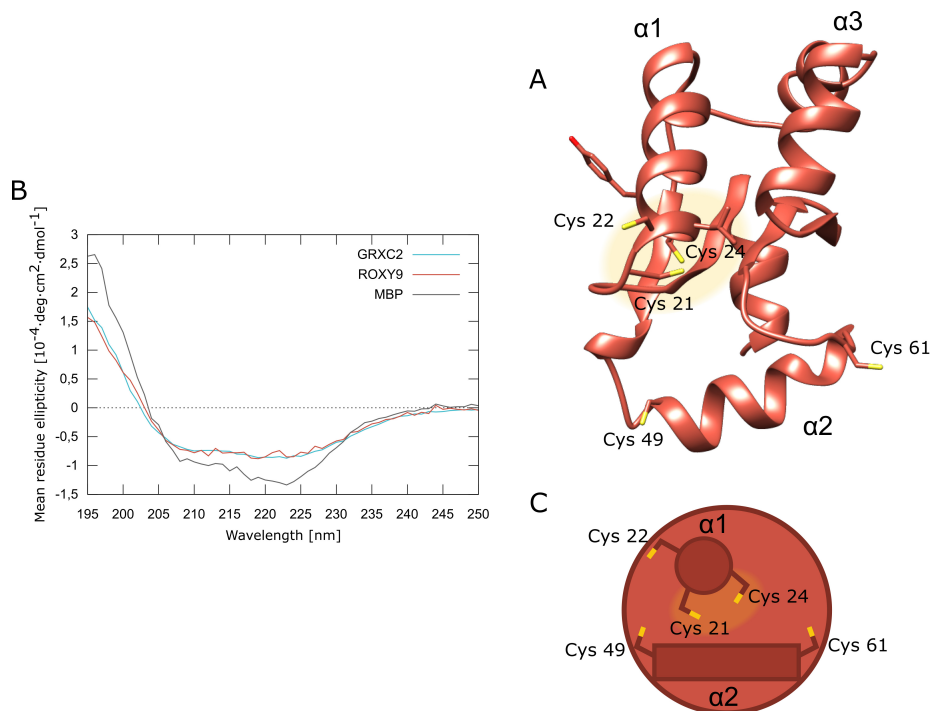 B
3
2,5
2
1,5
1
0,5
0
-0,5
-1
-1,5
195
200
205
210
215
220
225
230
235
240
245
250
Wavelength [nm]
Mean residue ellipticity [10⁻⁴·deg·cm²·dmol⁻¹]
GRXC2
ROXY9
MBP
A
α1
α3
Cys 22
Cys 24
Cys 21
Cys 61
Cys 49
α2
C
α1
Cys 22
Cys 24
Cys 21
Cys 49
Cys 61
α2